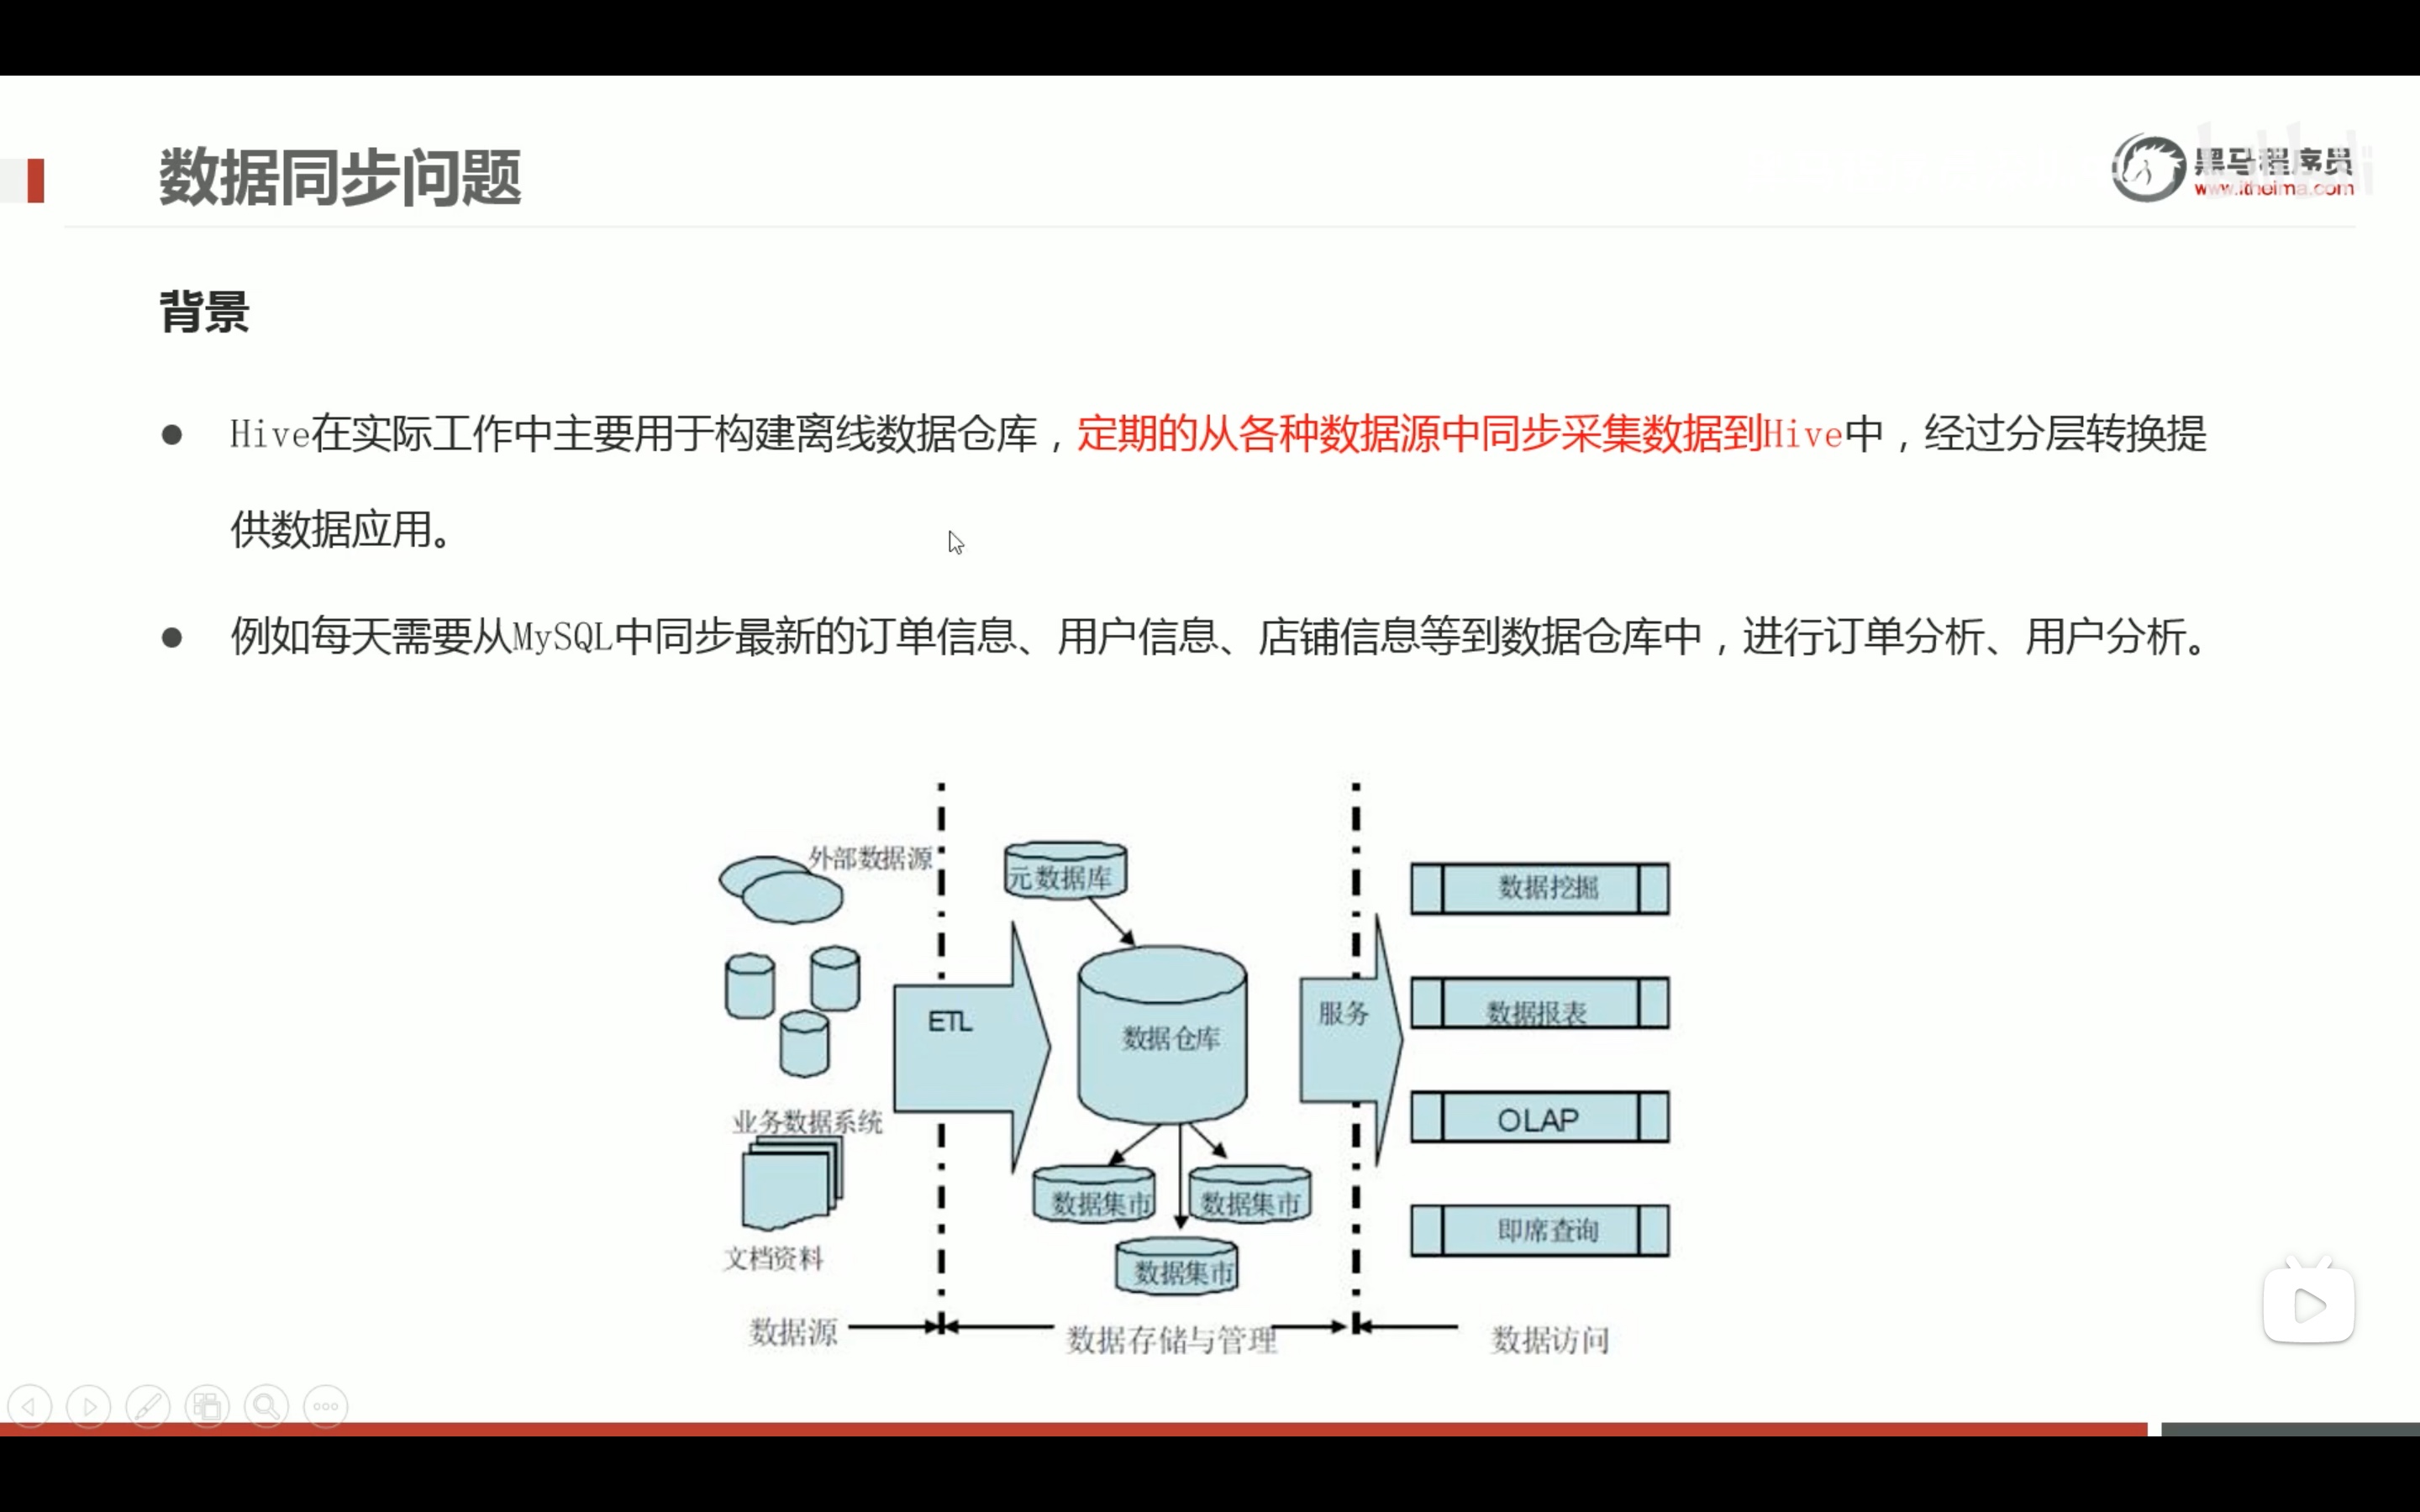 数据同步问题
黑马程序员
www.itheima.com
背景
Hive在实际工作中主要用于构建离线数据仓库，定期的从各种数据源中同步采集数据到Hive中，经过分层转换提
供数据应用。
例如每天需要从MySQL中同步最新的订单信息、用户信息、店铺信息等到数据仓库中，进行订单分析、用户分析。
外部数据源
元数据库
数据挖掘
ETL
数据仓库
服务
数据报表
业务数据系统
OLAP
数据集市
数据集市
文档资料
数据集市
即席查询
数据源
数据存储与管理
数据访问